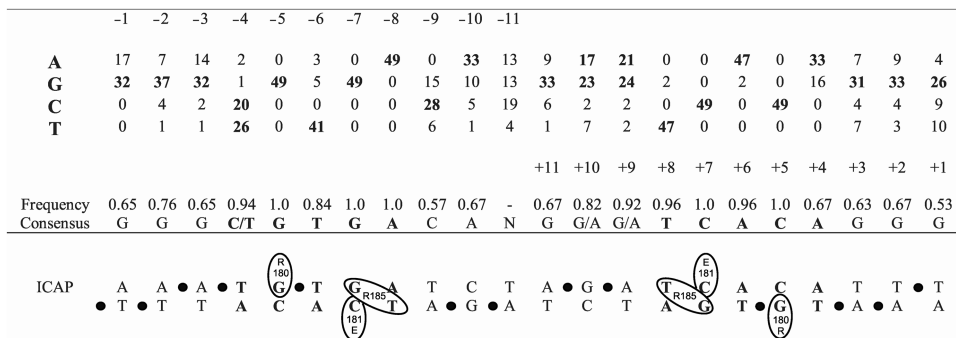 −1 −2 −3 −4 −5 −6 −7 −8 −9 −10 −11
A 17 7 14 2 0 3 0 49 0 33 13 9 17 21 0 0 47 0 33 7 9 4
G 32 37 32 1 49 5 49 0 15 10 13 33 23 24 2 0 2 0 16 31 33 26
C 0 4 2 20 0 0 0 0 28 5 19 6 2 2 0 49 0 49 0 4 4 9
T 0 1 1 26 0 41 0 0 6 1 4 1 7 2 47 0 0 0 0 7 3 10
+11 +10 +9 +8 +7 +6 +5 +4 +3 +2 +1
Frequency 0.65 0.76 0.65 0.94 1.0 0.84 1.0 1.0 0.57 0.67 - 0.67 0.82 0.92 0.96 1.0 0.96 1.0 0.67 0.63 0.67 0.53
Consensus G G G C/T G T G A C A N G G/A G/A T C A C A G G G
R E
180 181
ICAP A A ● A ● T G ● T G A T C T A ● G ● A T C A C A T T ● T
R185 R185
● T ● T T A C A C T A ● G ● A T C T A G T ● G T ● A ● A A
181 180
E R